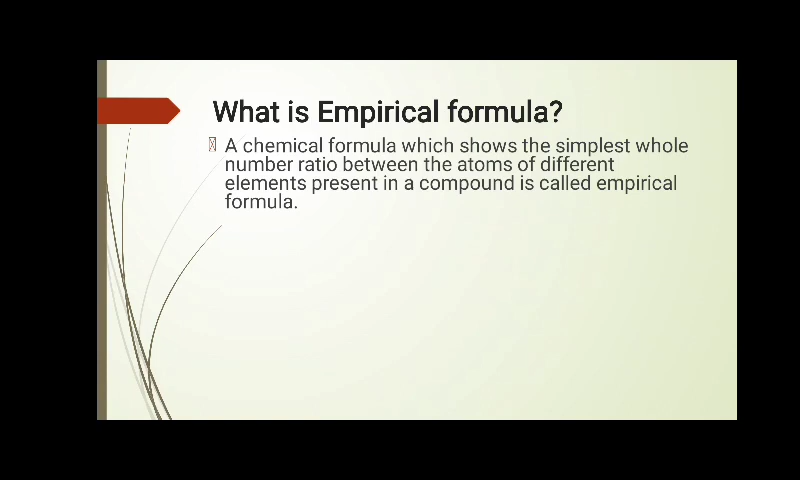 What is Empirical formula?
A chemical formula which shows the simplest whole
number ratio between the atoms of different
elements present in a compound is called empirical
formula.